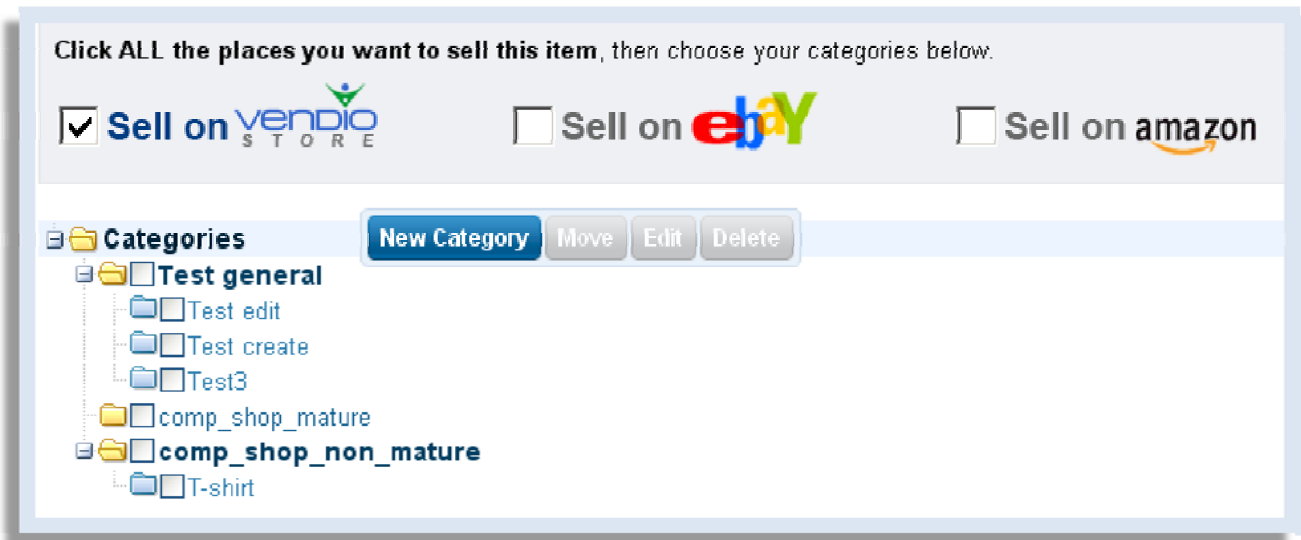 Click ALL the places you want to sell this item, then choose your categories below.
Sell on VENDIO STORE Sell on ebaY Sell on amazon
Categories New Category Move Edit Delete
Test general
Test edit
Test create
Test3
comp_shop_mature
comp_shop_non_mature
T-shirt